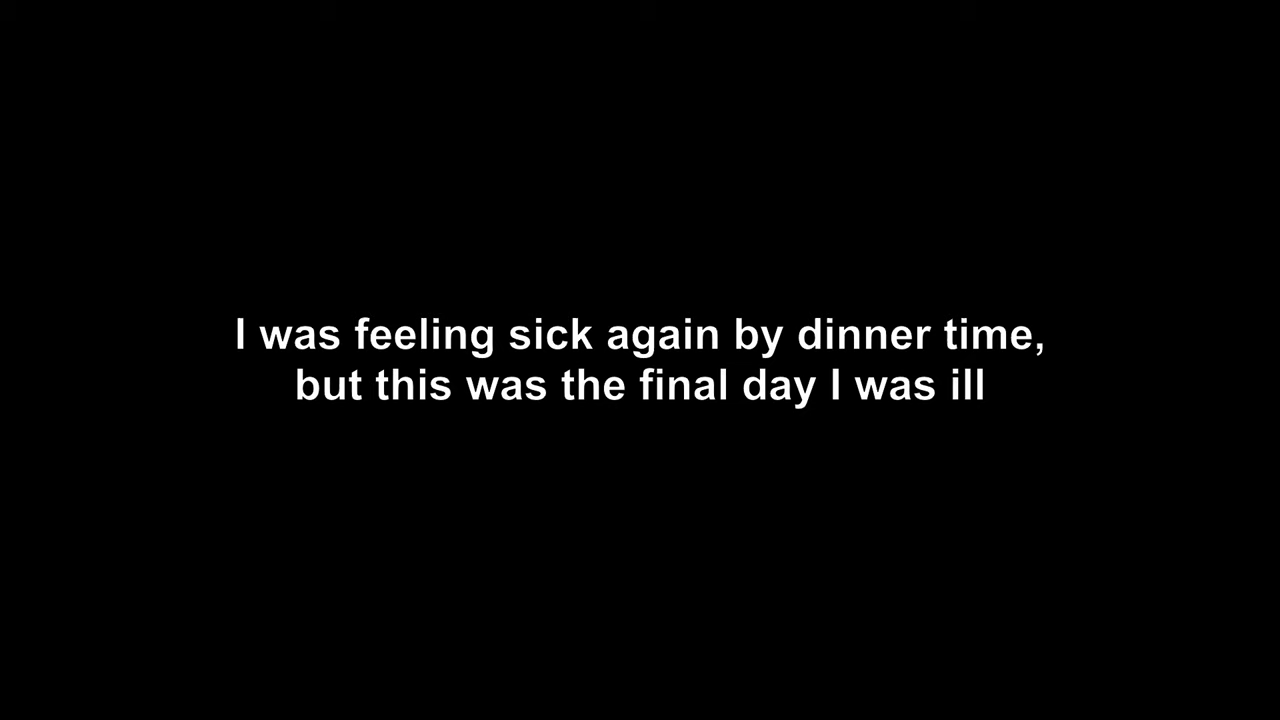 I was feeling sick again by dinner time,
but this was the final day I was ill